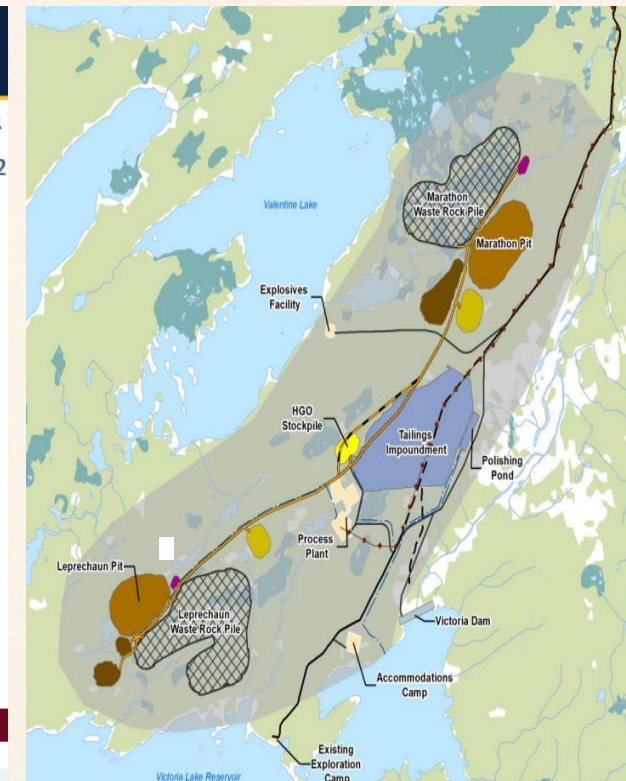 2
Marathon
Waste Rock Pile
Valentine Lake
Marathon Pit
Explosives
Facility
HGO
Stockpile
Tailings
Impoundment
Polishing
Pond
Process
Plant
Leprechaun Pit
Leprechaun
Waste Rock Pile
Victoria Dam
Accommodations
Camp
Existing
Exploration
Camp
Victoria Lake Reservoir